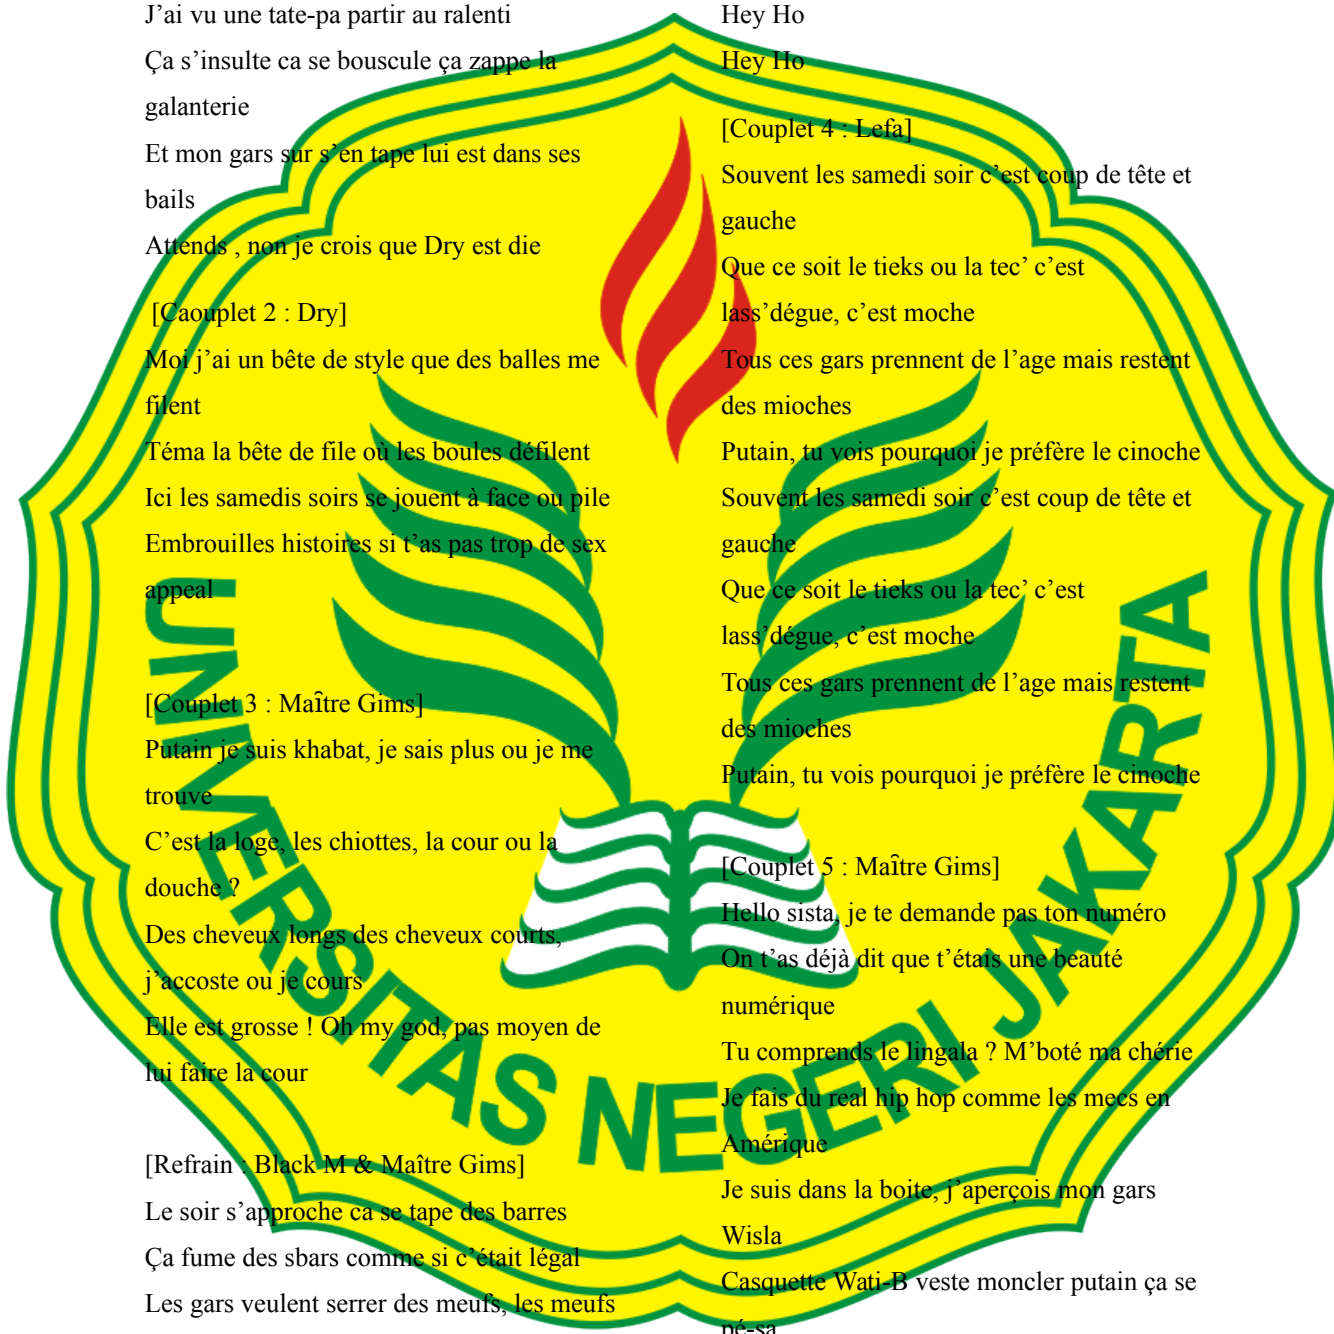 J’ai vu une tate-pa partir au ralenti
Ça s’insulte ca se bouscule ça zappe la
galanterie
Et mon gars sur s’en tape lui est dans ses
bails
Attends , non je crois que Dry est die
[Caouplet 2 : Dry]
Moi j’ai un bête de style que des balles me
filent
Téma la bête de file où les boules défilent
Ici les samedis soirs se jouent à face ou pile
Embrouilles histoires si t’as pas trop de sex
appeal
[Couplet 3 : Maître Gims]
Putain je suis khabat, je sais plus ou je me
trouve
C’est la loge, les chiottes, la cour ou la
douche ?
Des cheveux longs des cheveux courts,
j’accoste ou je cours
Elle est grosse ! Oh my god, pas moyen de
lui faire la cour
[Refrain : Black M & Maître Gims]
Le soir s’approche ca se tape des barres
Ça fume des sbars comme si c’était légal
Les gars veulent serrer des meufs, les meufs
Hey Ho
Hey Ho
[Couplet 4 : Lefa]
Souvent les samedi soir c’est coup de tête et
gauche
Que ce soit le tieks ou la tec’ c’est
lass’dégue, c’est moche
Tous ces gars prennent de l’age mais restent
des mioches
Putain, tu vois pourquoi je préfère le cinoche
Souvent les samedi soir c’est coup de tête et
gauche
Que ce soit le tieks ou la tec’ c’est
lass’dégue, c’est moche
Tous ces gars prennent de l’age mais restent
des mioches
Putain, tu vois pourquoi je préfère le cinoche
[Couplet 5 : Maître Gims]
Hello sista, je te demande pas ton numéro
On t’as déjà dit que t’étais une beauté
numérique
Tu comprends le lingala ? M’boté ma chérie
Je fais du real hip hop comme les mecs en
Amérique
Je suis dans la boite, j’aperçois mon gars
Wisla
Casquette Wati-B veste moncler putain ça se
pé-sa
UNIVERSITAS NEGERI JAKARTA